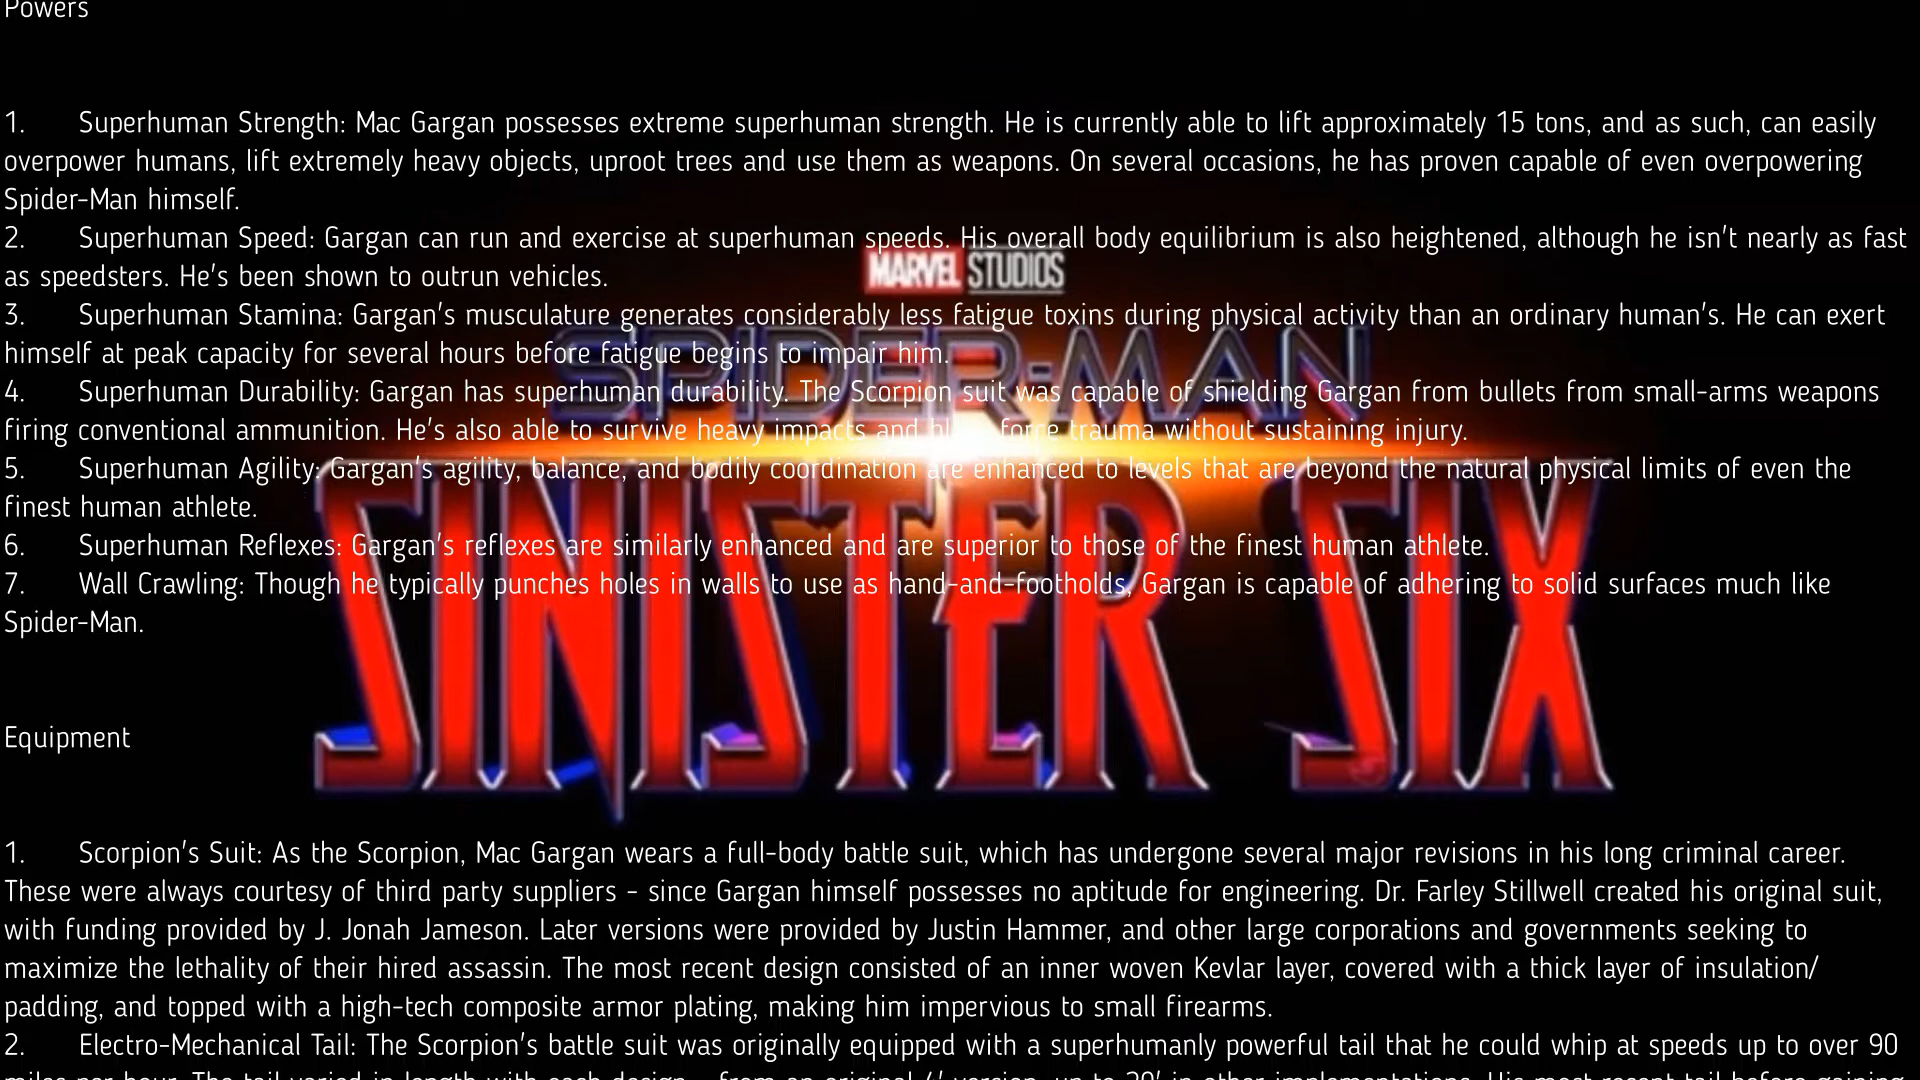 Powers
1. Superhuman Strength: Mac Gargan possesses extreme superhuman strength. He is currently able to lift approximately 15 tons, and as such, can easily
overpower humans, lift extremely heavy objects, uproot trees and use them as weapons. On several occasions, he has proven capable of even overpowering
Spider-Man himself.
2. Superhuman Speed: Gargan can run and exercise at superhuman speeds. His overall body equilibrium is also heightened, although he isn't nearly as fast
as speedsters. He's been shown to outrun vehicles.
MARVEL STUDIOS
3. Superhuman Stamina: Gargan's musculature generates considerably less fatigue toxins during physical activity than an ordinary human's. He can exert
himself at peak capacity for several hours before fatigue begins to impair him.
SPIDER-MAN
4. Superhuman Durability: Gargan has superhuman durability. The Scorpion suit was capable of shielding Gargan from bullets from small-arms weapons
firing conventional ammunition. He's also able to survive heavy impacts and force trauma without sustaining injury.
5. Superhuman Agility: Gargan's agility, balance, and bodily coordination are enhanced to levels that are beyond the natural physical limits of even the
finest human athlete.
6. Superhuman Reflexes: Gargan's reflexes are similarly enhanced and are superior to those of the finest human athlete.
7. Wall Crawling: Though he typically punches holes in walls to use as hand-and-footholds, Gargan is capable of adhering to solid surfaces much like
Spider-Man.
SINISTER SIX
Equipment
1. Scorpion's Suit: As the Scorpion, Mac Gargan wears a full-body battle suit, which has undergone several major revisions in his long criminal career.
These were always courtesy of third party suppliers - since Gargan himself possesses no aptitude for engineering. Dr. Farley Stillwell created his original suit,
with funding provided by J. Jonah Jameson. Later versions were provided by Justin Hammer, and other large corporations and governments seeking to
maximize the lethality of their hired assassin. The most recent design consisted of an inner woven Kevlar layer, covered with a thick layer of insulation/
padding, and topped with a high-tech composite armor plating, making him impervious to small firearms.
2. Electro-Mechanical Tail: The Scorpion's battle suit was originally equipped with a superhumanly powerful tail that he could whip at speeds up to over 90